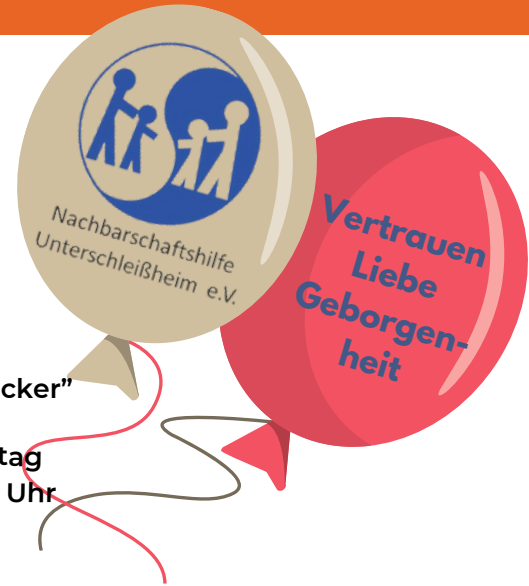 Nachbarschaftshilfe
Unterschleißheim e.V.
Vertrauen
Liebe
Geborgen-
heit
cker”
tag
Uhr